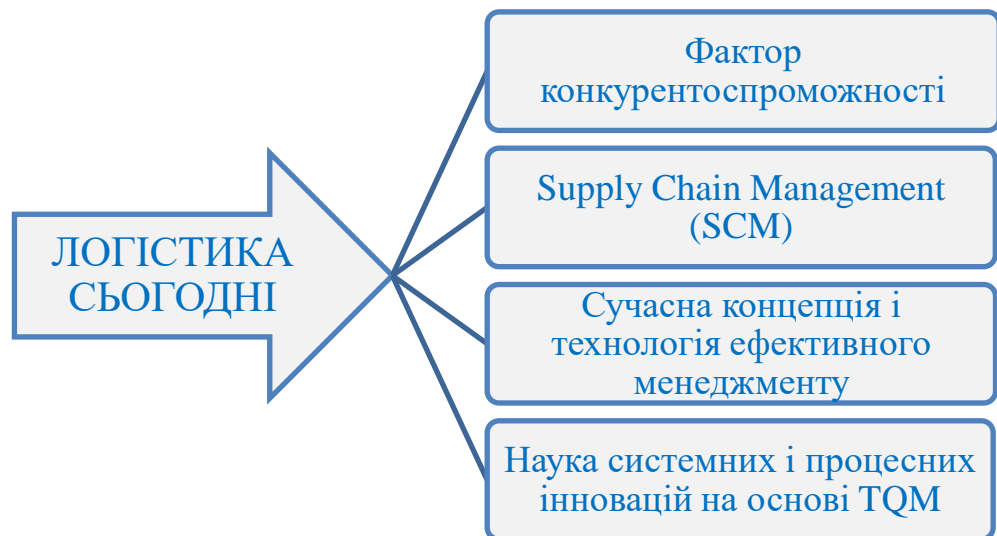 ЛОГІСТИКА
СЬОГОДНІ
Фактор
конкурентоспроможності
Supply Chain Management
(SCM)
Сучасна концепція і
технологія ефективного
менеджменту
Наука системних і процесних
інновацій на основі TQM